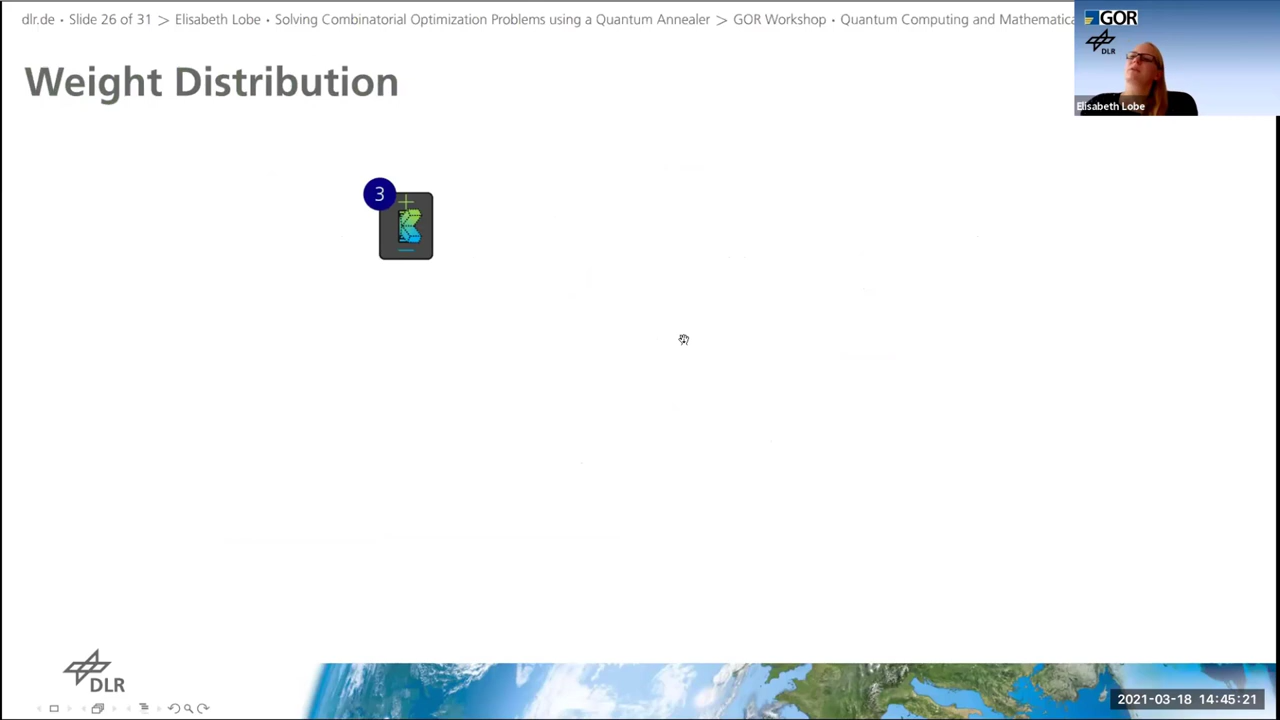 dlr.de • Slide 26 of 31 > Elisabeth Lobe • Solving Combinatorial Optimization Problems using a Quantum Annealer > GOR Workshop • Quantum Computing and Mathematica
GOR
DLR
Elisabeth Lobe
Weight Distribution
3
DLR
2021-03-18 14:45:21